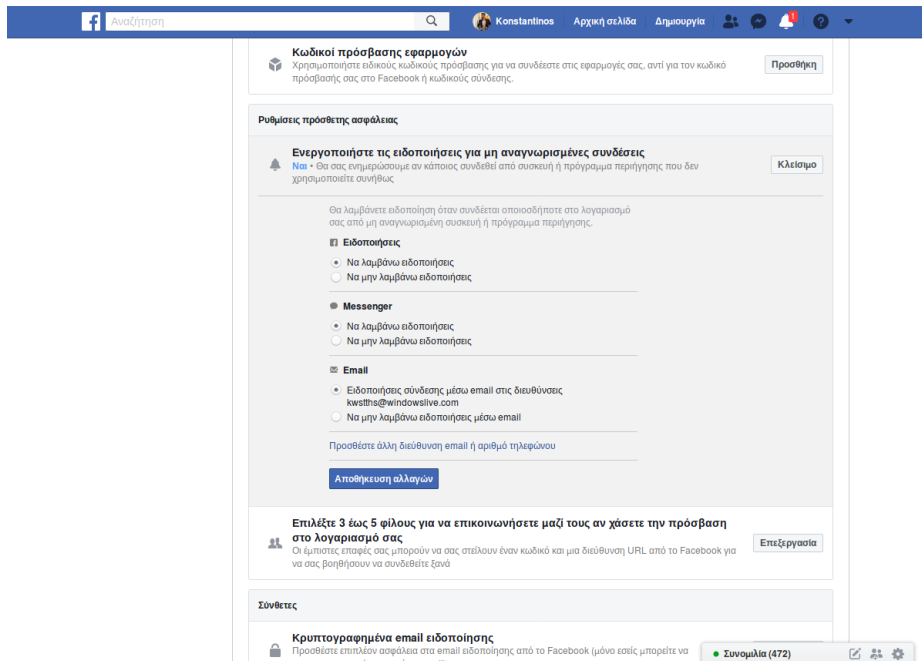 Αναζήτηση
Konstantinos Αρχική σελίδα Δημιουργία
Κωδικοί πρόσβασης εφαρμογών
Χρησιμοποιήστε ειδικούς κωδικούς πρόσβασης για να συνδέεστε στις εφαρμογές σας, αντί για τον κωδικό
πρόσβασής σας στο Facebook ή κωδικούς σύνδεσης.
Προσθήκη
Ρυθμίσεις πρόσθετης ασφάλειας
Ενεργοποιήστε τις ειδοποιήσεις για μη αναγνωρισμένες συνδέσεις
Ναι • Θα σας ενημερώσουμε αν κάποιος συνδεθεί από συσκευή ή πρόγραμμα περιήγησης που δεν
χρησιμοποιείτε συνήθως
Κλείσιμο
Θα λαμβάνετε ειδοποίηση όταν συνδέεται οποιοσδήποτε στο λογαριασμό
σας από μη αναγνωρισμένη συσκευή ή πρόγραμμα περιήγησης.
Ειδοποιήσεις
Να λαμβάνω ειδοποιήσεις
Να μην λαμβάνω ειδοποιήσεις
Messenger
Να λαμβάνω ειδοποιήσεις
Να μην λαμβάνω ειδοποιήσεις
Email
Ειδοποιήσεις σύνδεσης μέσω email στις διευθύνσεις
kwstths@windowslive.com
Να μην λαμβάνω ειδοποιήσεις μέσω email
Προσθέστε άλλη διεύθυνση email ή αριθμό τηλεφώνου
Αποθήκευση αλλαγών
Επιλέξτε 3 έως 5 φίλους για να επικοινωνήσετε μαζί τους αν χάσετε την πρόσβαση
στο λογαριασμό σας
Οι έμπιστες επαφές σας μπορούν να σας στείλουν έναν κωδικό και μια διεύθυνση URL από το Facebook για
να σας βοηθήσουν να συνδεθείτε ξανά
Επεξεργασία
Σύνθετες
Κρυπτογραφημένα email ειδοποίησης
Προσθέστε επιπλέον ασφάλεια στα email ειδοποίησης από το Facebook (μόνο εσείς μπορείτε να
Συνομιλία (472)